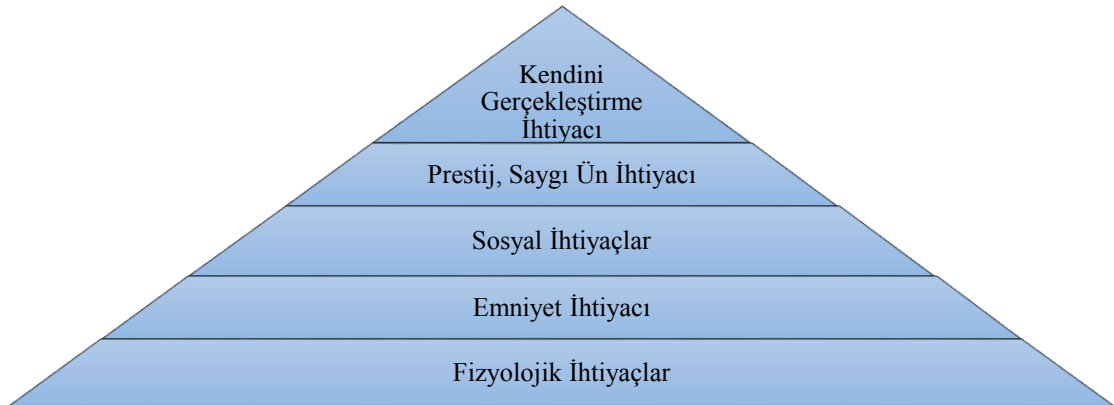 Kendini
Gerçekleştirme
İhtiyacı
Prestij, Saygı Ün İhtiyacı
Sosyal İhtiyaçlar
Emniyet İhtiyacı
Fizyolojik İhtiyaçlar